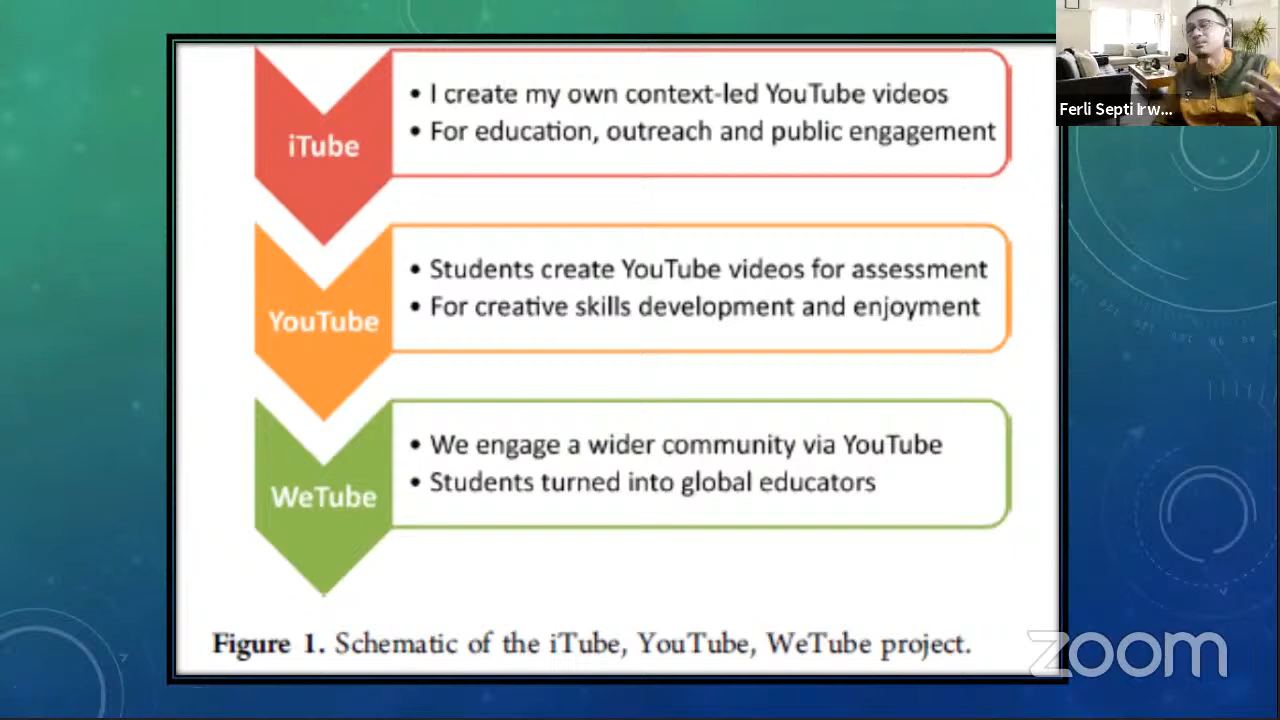 iTube
• I create my own context-led YouTube videos
• For education, outreach and public engagement
Ferli Septi Irw...
YouTube
• Students create YouTube videos for assessment
• For creative skills development and enjoyment
WeTube
• We engage a wider community via YouTube
• Students turned into global educators
Figure 1. Schematic of the iTube, YouTube, WeTube project.
zoom